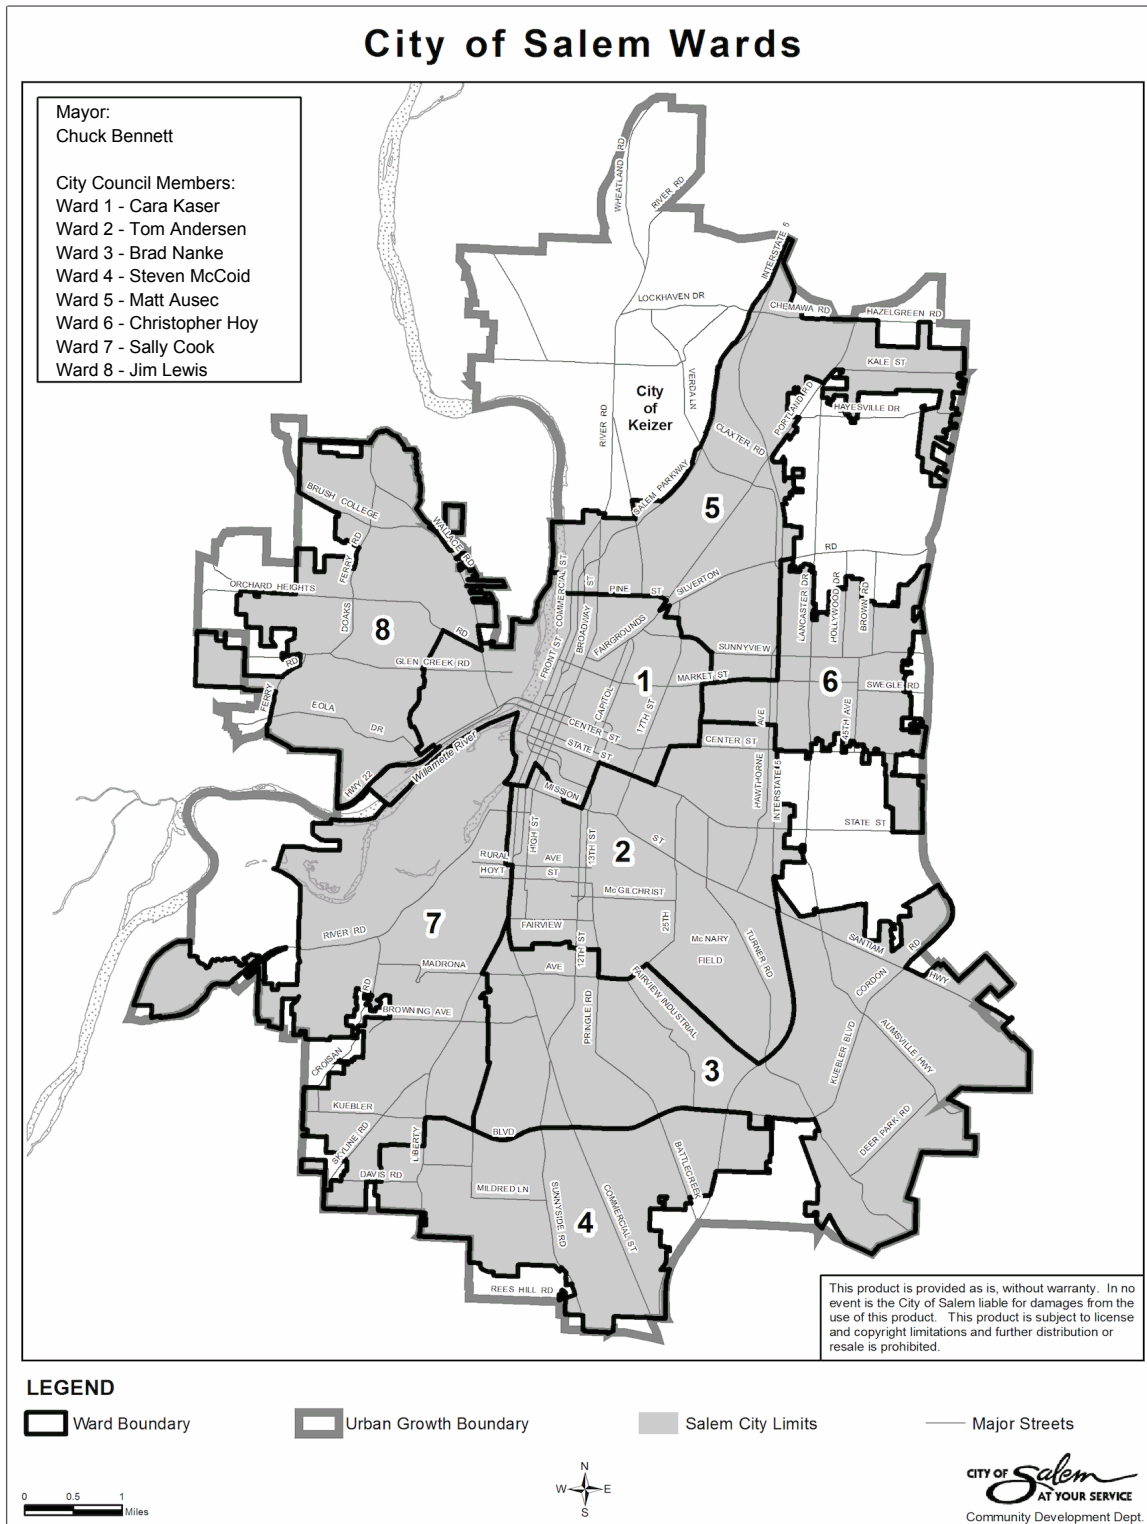 City of Salem Wards
Mayor:
Chuck Bennett
City Council Members:
Ward 1 - Cara Kaser
Ward 2 - Tom Andersen
Ward 3 - Brad Nanke
Ward 4 - Steven McCoid
Ward 5 - Matt Ausec
Ward 6 - Christopher Hoy
Ward 7 - Sally Cook
Ward 8 - Jim Lewis
WHEATLAND RD
RIVER RD
INTERSTATE 5
LOCKHAVEN DR
CHEMAWA RD
HAZELGREEN RD
KALE ST
VERDA LN
City
of
Keizer
RIVER RD
PORTLAND RD
HAYESVILLE DR
CLAXTER RD
SALEM PARKWAY
5
BRUSH COLLEGE
RD
WALLACE RD
ORCHARD HEIGHTS
RD
DOAKS
FERRY
RD
8
GLEN CREEK RD
FERRY
RD
EOLA
DR
HWY 22
Willamette River
COMMERCIAL ST
FRONT ST
BROADWAY
ST
PINE
ST
SILVERTON
RD
FAIRGROUNDS
LANCASTER DR
HOLLYWOOD DR
BROWN RD
SUNNYVIEW
1
MARKET ST
6
SWEGLE RD
45TH AVE
CAPITOL
17TH ST
CENTER ST
STATE ST
CENTER ST
HAWTHORNE
AVE
INTERSTATE 5
STATE ST
MISSION
ST
HIGH ST
13TH ST
2
RURAL
AVE
HOYT
ST
McGILCHRIST
25TH
FAIRVIEW
12TH ST
McNARY
FIELD
TURNER RD
7
RIVER RD
MADRONA
AVE
CROISAN
RD
BROWNING AVE
PRINGLE RD
FAIRVIEW INDUSTRIAL
SANTIAM
HWY
CORDON
RD
KUEBLER BLVD
AUMSVILLE HWY
3
DEER PARK RD
KUEBLER
BLVD
SKYLINE RD
LIBERTY
DAVIS RD
MILDRED LN
SUNNYSIDE RD
COMMERCIAL ST
BATTLECREEK
4
REES HILL RD
This product is provided as is, without warranty. In no
event is the City of Salem liable for damages from the
use of this product. This product is subject to license
and copyright limitations and further distribution or
resale is prohibited.
LEGEND
Ward Boundary
Urban Growth Boundary
Salem City Limits
Major Streets
0 0.5 1
Miles
N
W E
S
CITY OF Salem
AT YOUR SERVICE
Community Development Dept.